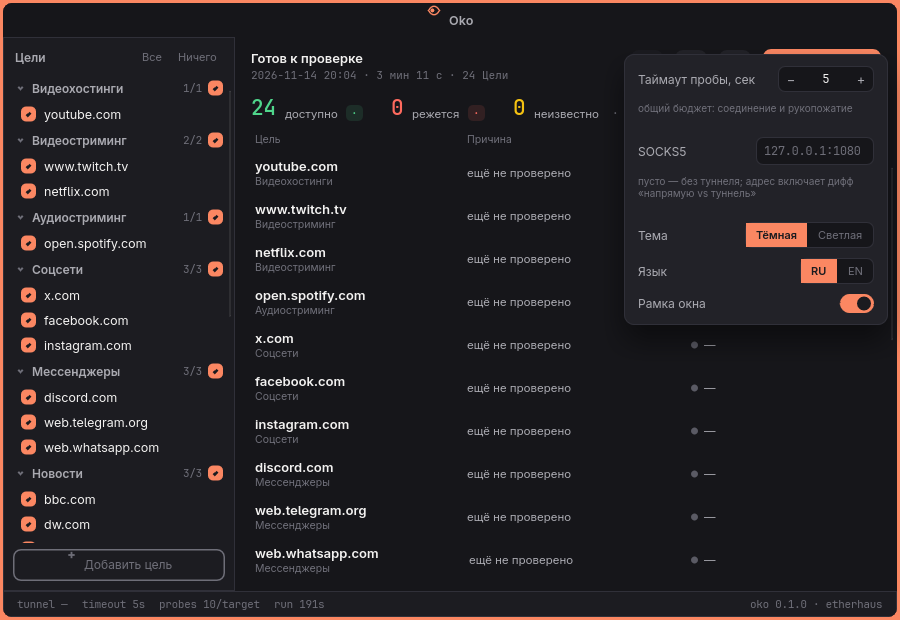 Oko
Цели
Все Ничего
Видеохостинги 1/1
youtube.com
Видеостриминг 2/2
www.twitch.tv
netflix.com
Аудиостриминг 1/1
open.spotify.com
Соцсети 3/3
x.com
facebook.com
instagram.com
Мессенджеры 3/3
discord.com
web.telegram.org
web.whatsapp.com
Новости 3/3
bbc.com
dw.com
+ Добавить цель
Готов к проверке
2026-11-14 20:04 · 3 мин 11 с · 24 Цели
24 доступно · 0 режется · 0 неизвестно ·
Цель Причина
youtube.com
Видеохостинги
ещё не проверено
www.twitch.tv
Видеостриминг
ещё не проверено
netflix.com
Видеостриминг
ещё не проверено
open.spotify.com
Аудиостриминг
ещё не проверено
x.com
Соцсети
ещё не проверено —
facebook.com
Соцсети
ещё не проверено —
instagram.com
Соцсети
ещё не проверено —
discord.com
Мессенджеры
ещё не проверено —
web.telegram.org
Мессенджеры
ещё не проверено —
web.whatsapp.com
Мессенджеры
ещё не проверено —
Таймаут пробы, сек − 5 +
общий бюджет: соединение и рукопожатие
SOCKS5 127.0.0.1:1080
пусто — без туннеля; адрес включает дифф
«напрямую vs туннель»
Тема Тёмная Светлая
Язык RU EN
Рамка окна
tunnel — timeout 5s probes 10/target run 191s
oko 0.1.0 · etherhaus